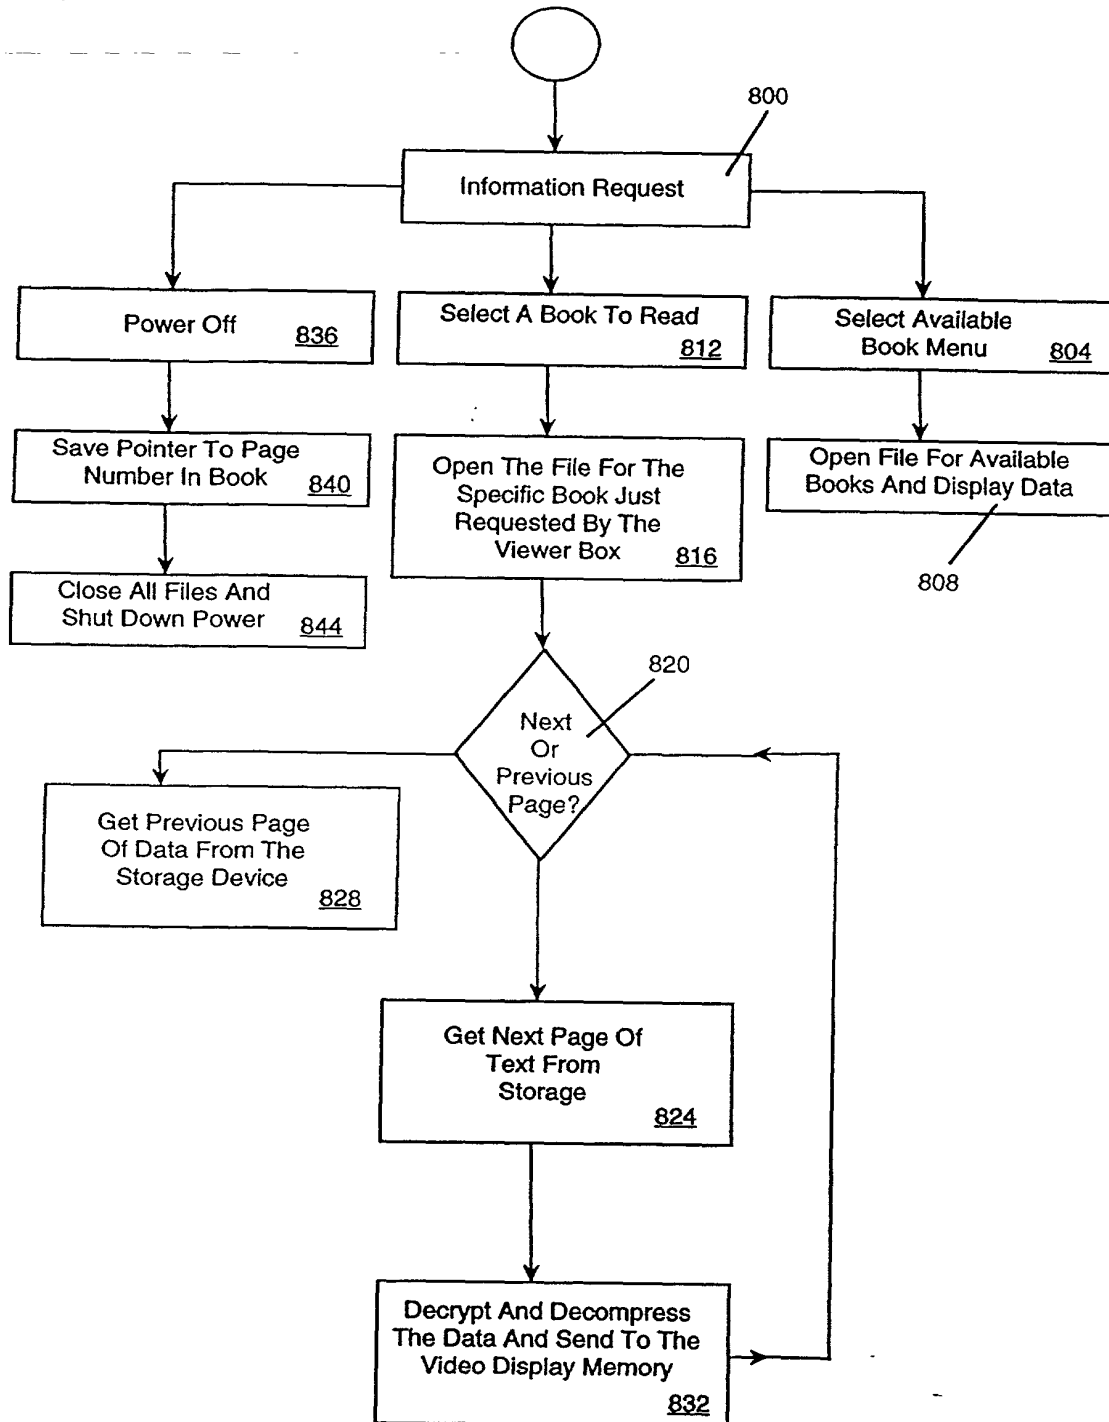 800
Information Request
Power Off
836
Select A Book To Read
812
Select Available
Book Menu
804
Save Pointer To Page
Number In Book
840
Open The File For The
Specific Book Just
Requested By The
Viewer Box
816
Open File For Available
Books And Display Data
808
Close All Files And
Shut Down Power
844
820
Next
Or
Previous
Page?
Get Previous Page
Of Data From The
Storage Device
828
Get Next Page Of
Text From
Storage
824
Decrypt And Decompress
The Data And Send To The
Video Display Memory
832